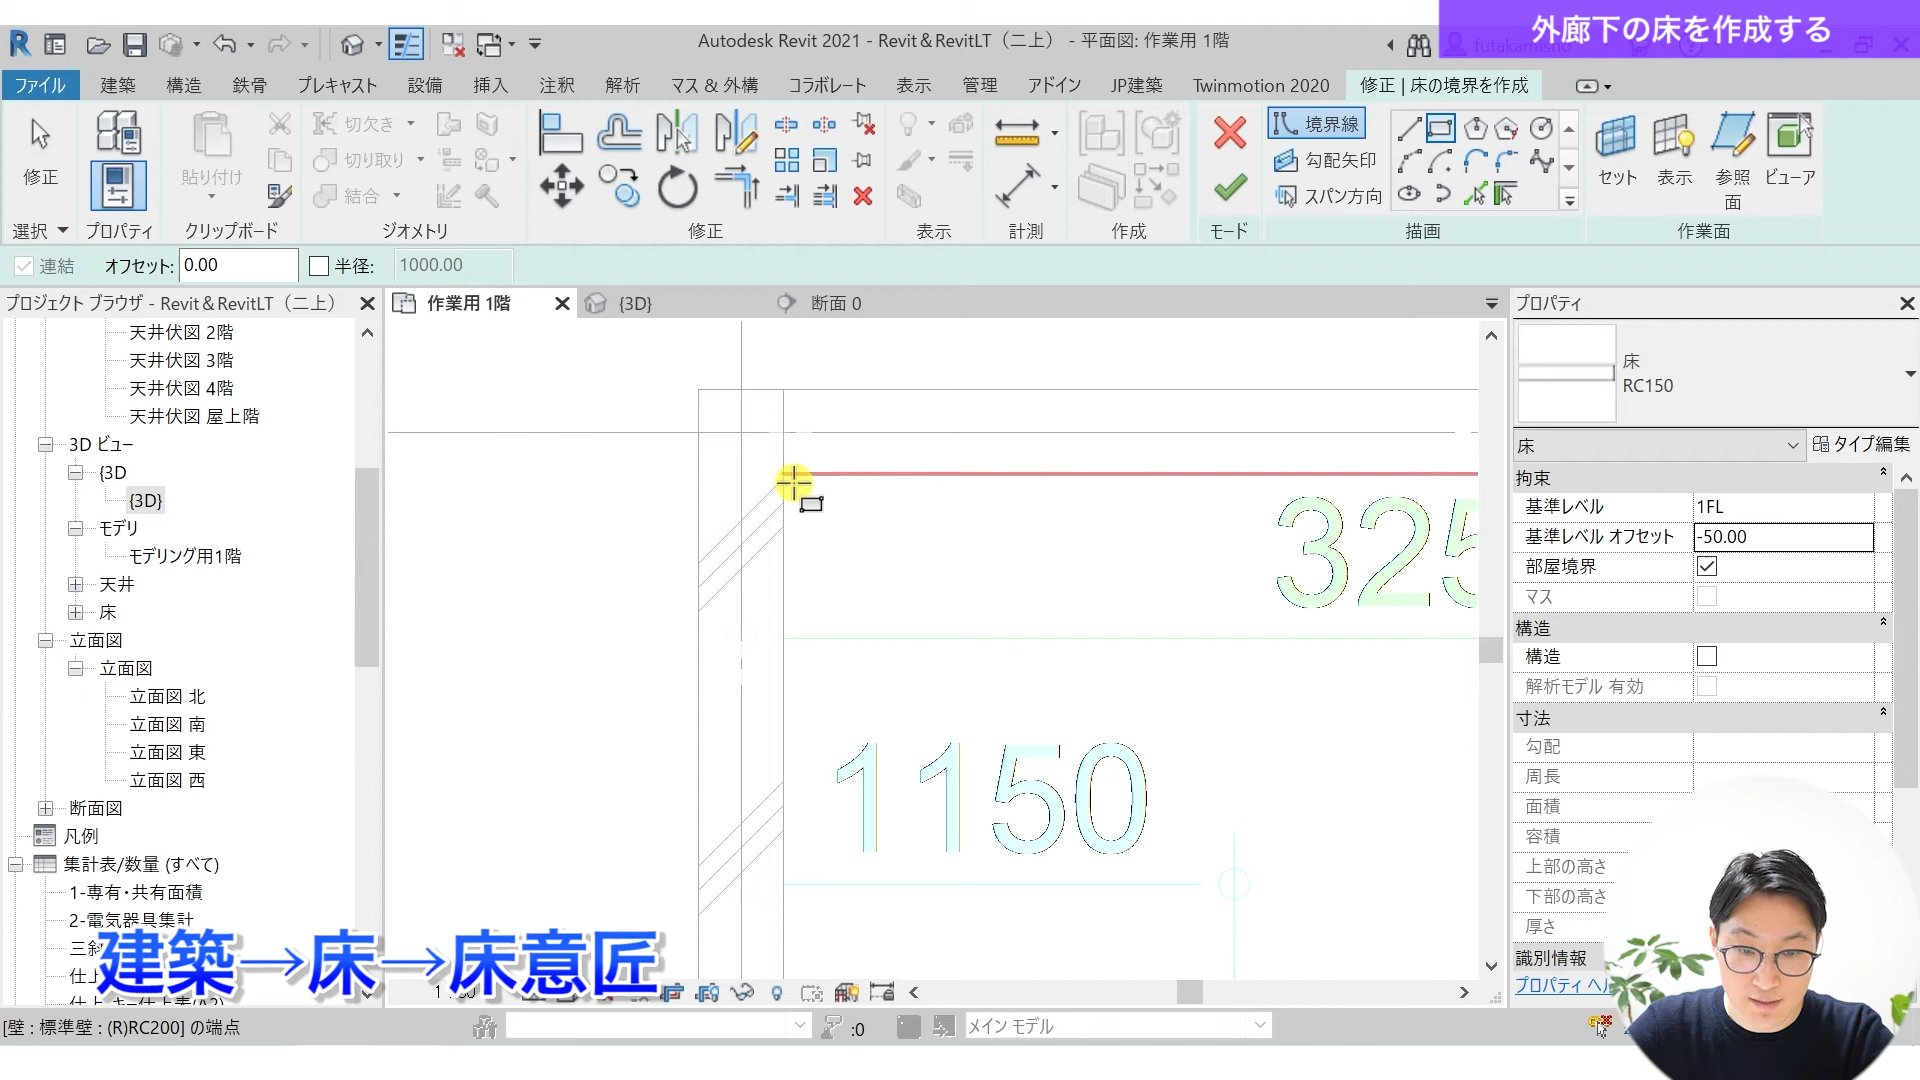 外廊下の床を作成する
Autodesk Revit 2021 - Revit＆RevitLT（二上） - 平面図: 作業用 1階
futakamisho
ファイル 建築 構造 鉄骨 プレキャスト 設備 挿入 注釈 解析 マス & 外構 コラボレート 表示 管理 アドイン JP建築 Twinmotion 2020 修正 | 床の境界を作成
修正 貼り付け 切欠き 切り取り 結合 境界線 勾配矢印 スパン方向 セット 表示 参照面 ビューア
選択 プロパティ クリップボード ジオメトリ 修正 表示 計測 作成 モード 描画 作業面
連結 オフセット: 0.00 半径: 1000.00
プロジェクト ブラウザ - Revit＆RevitLT（二上）
天井伏図 2階
天井伏図 3階
天井伏図 4階
天井伏図 屋上階
3D ビュー
{3D
{3D}
モデリ
モデリング用1階
天井
床
立面図
立面図
立面図 北
立面図 南
立面図 東
立面図 西
断面図
凡例
集計表/数量 (すべて)
1-専有・共有面積
2-電気器具集計
三斜
仕上
作業用 1階 {3D} 断面 0
325
1150
建築→床→床意匠
プロパティ
床
RC150
床 タイプ編集
拘束
基準レベル 1FL
基準レベル オフセット -50.00
部屋境界
マス
構造
構造
解析モデル 有効
寸法
勾配
周長
面積
容積
上部の高さ
下部の高さ
厚さ
識別情報
プロパティ ヘル
[壁 : 標準壁 : (R)RC200] の端点
:0
メイン モデル